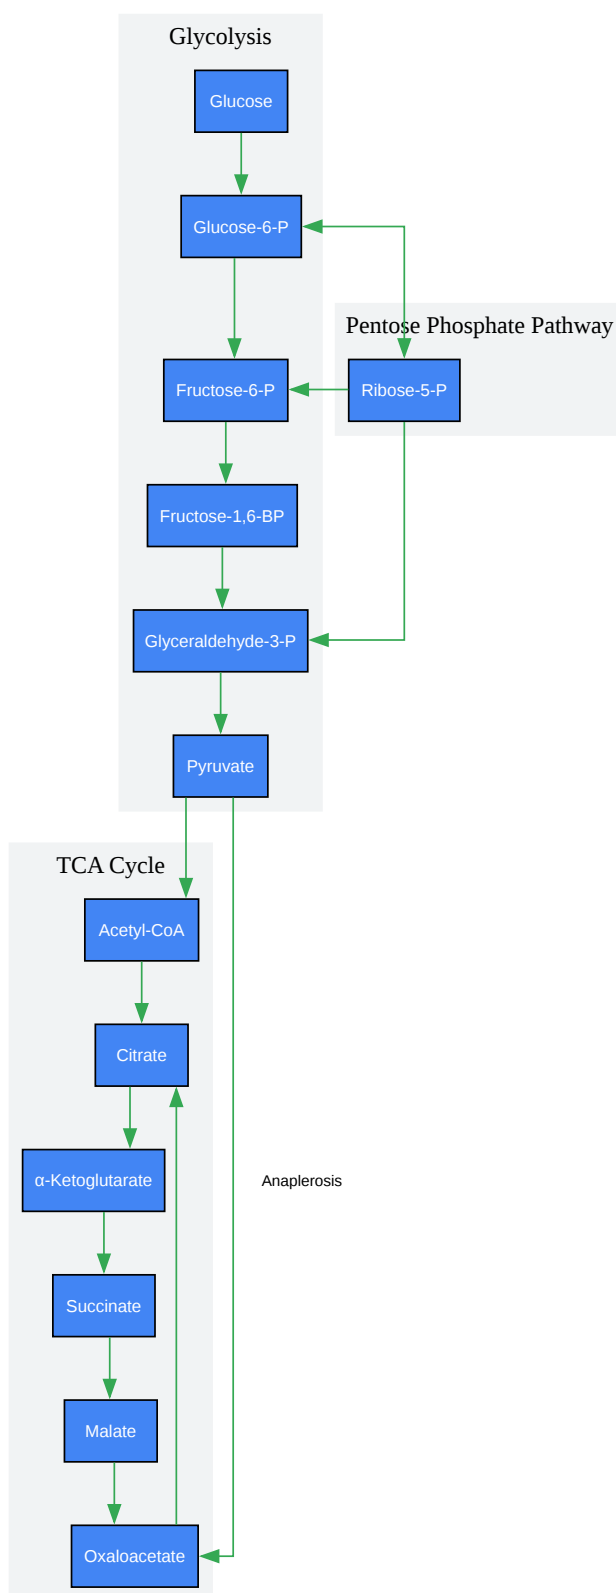 Glycolysis
Glucose
Glucose-6-P
Pentose Phosphate Pathway
Fructose-6-P
Ribose-5-P
Fructose-1,6-BP
Glyceraldehyde-3-P
Pyruvate
TCA Cycle
Acetyl-CoA
Citrate
α-Ketoglutarate
Anaplerosis
Succinate
Malate
Oxaloacetate